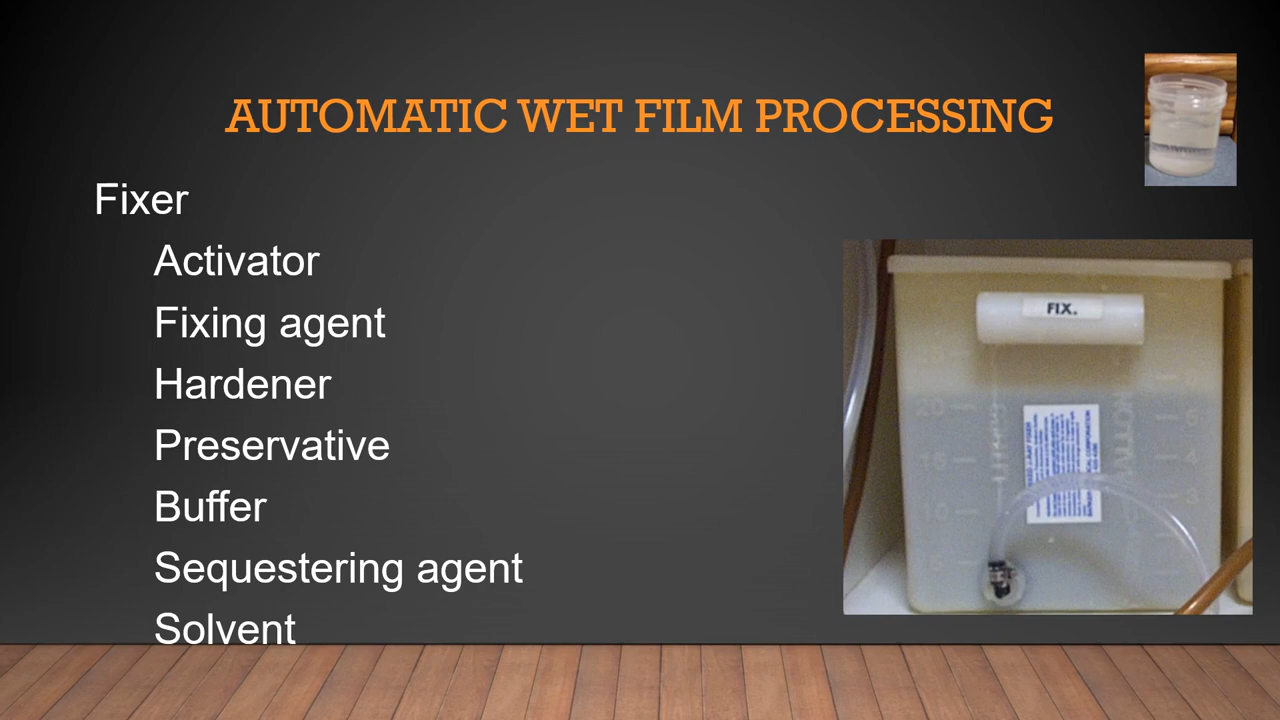 AUTOMATIC WET FILM PROCESSING
Fixer
Activator
Fixing agent
Hardener
Preservative
Buffer
Sequestering agent
Solvent
FIX.
20
15
10
5
4
3